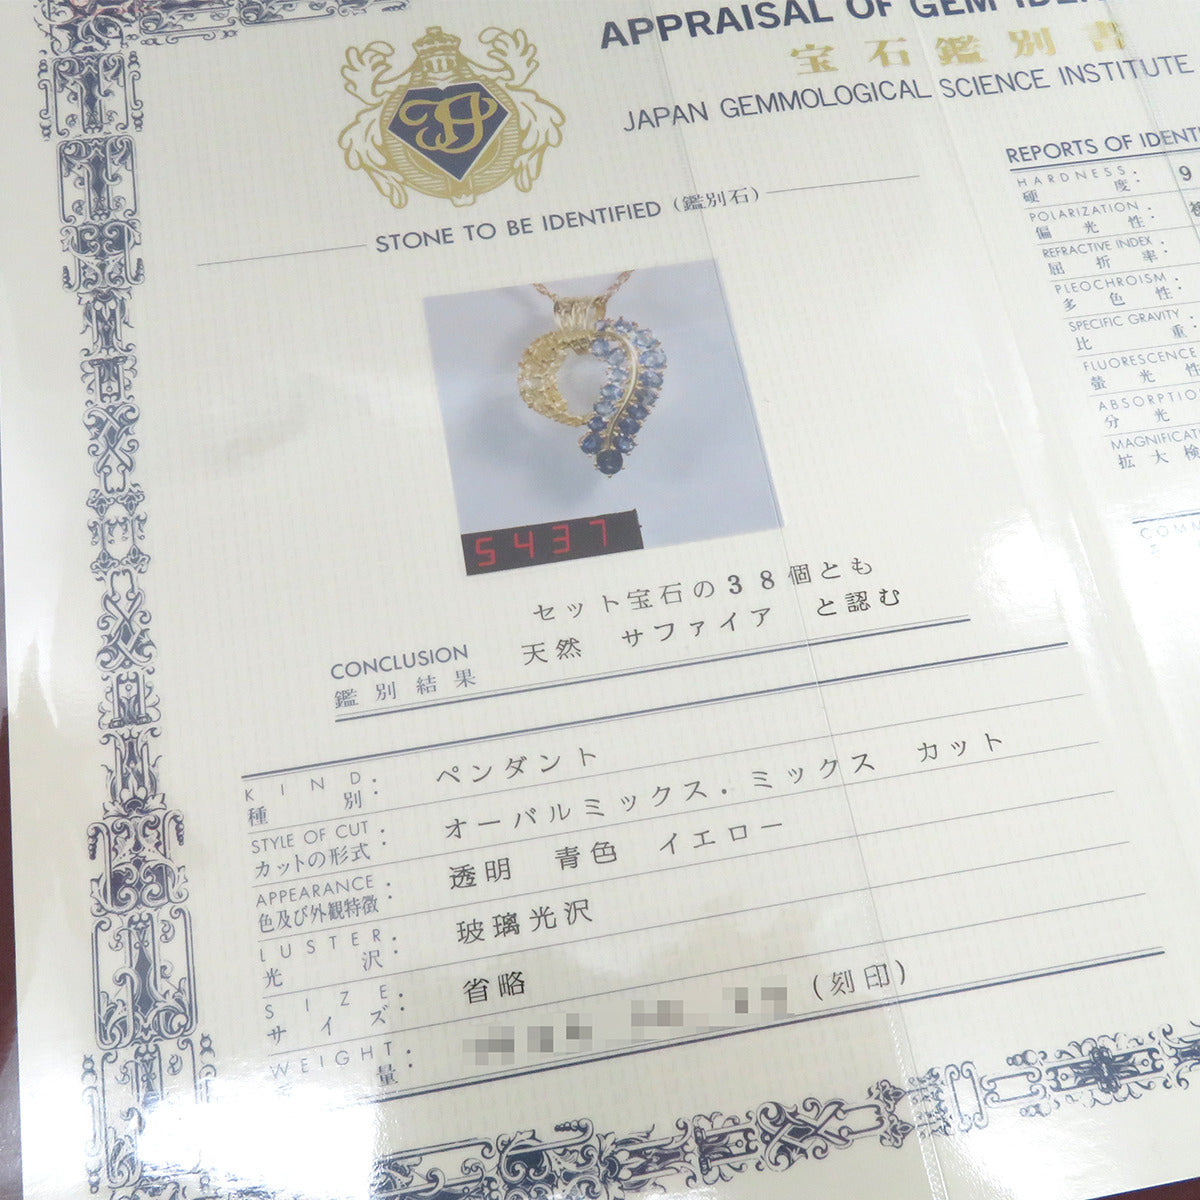 APPRAISAL OF GEM
宝石鑑別書
JAPAN GEMMOLOGICAL SCIENCE INSTITUTE
STONE TO BE IDENTIFIED (鑑別石)
5437
セット宝石の38個とも
CONCLUSION 天然 サファイア と認む
鑑別結果
KIND:
種別: ペンダント
STYLE OF CUT:
カットの形式: オーバルミックス．ミックス カット
APPEARANCE:
色及び外観特徴: 透明 青色 イエロー
LUSTER:
光沢: 玻璃光沢
SIZE:
サイズ: 省略
WEIGHT: (刻印)
量:
REPORTS OF
HARDNESS: 9
硬度:
POLARIZATION:
偏光性:
REFRACTIVE INDEX:
屈折率:
PLEOCHROISM:
多色性:
SPECIFIC GRAVITY:
比重
FLUORESCENCE
螢光性
分光
拡大検